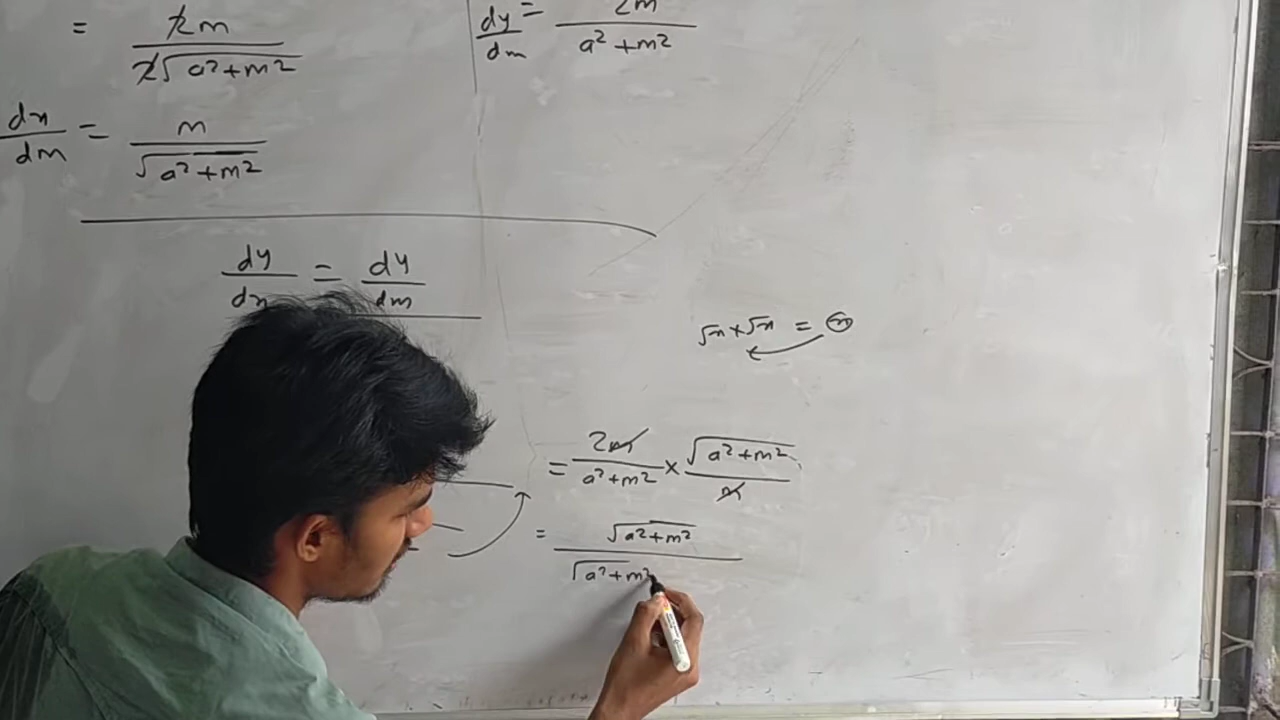 = 2m / 2√a²+m²
dy/dm = 2m / a²+m²
dx/dm = m / √a²+m²
dy/dx = dy/dm
√x × √x = x
= 2m / a²+m² × √a²+m² / m
= √a²+m² / √a²+m²